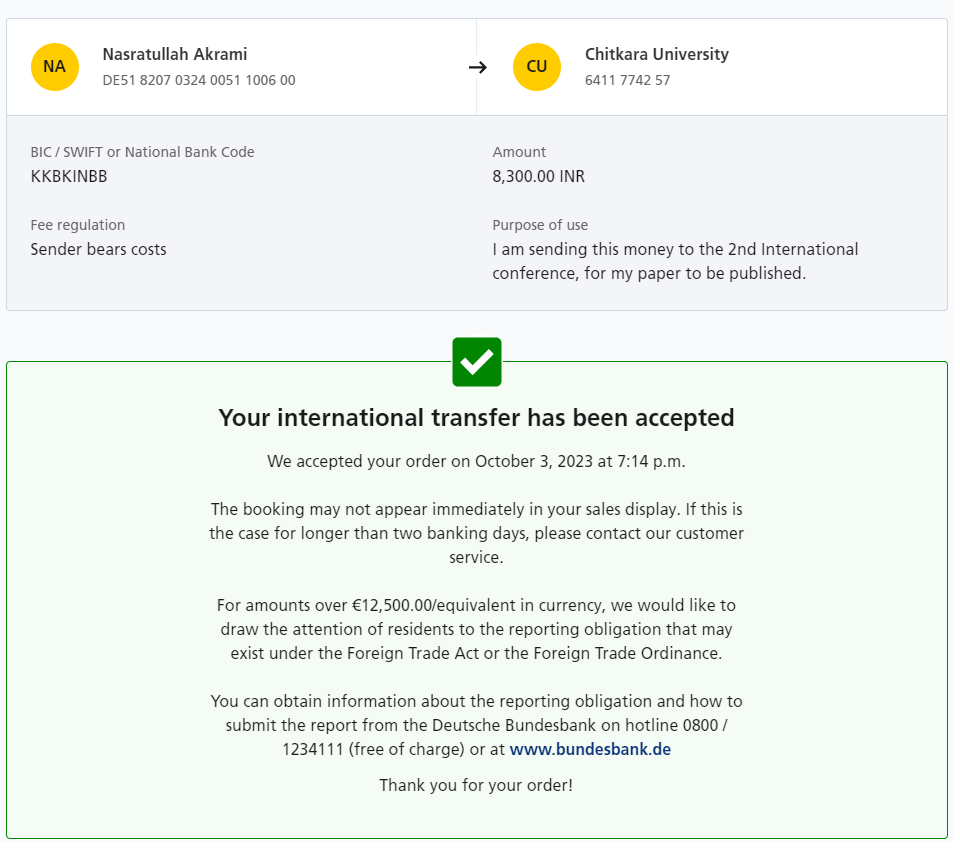 NA
Nasratullah Akrami
DE51 8207 0324 0051 1006 00
CU
Chitkara University
6411 7742 57
BIC / SWIFT or National Bank Code
KKBKINBB
Amount
8,300.00 INR
Fee regulation
Sender bears costs
Purpose of use
I am sending this money to the 2nd International
conference, for my paper to be published.
Your international transfer has been accepted
We accepted your order on October 3, 2023 at 7:14 p.m.
The booking may not appear immediately in your sales display. If this is
the case for longer than two banking days, please contact our customer
service.
For amounts over €12,500.00/equivalent in currency, we would like to
draw the attention of residents to the reporting obligation that may
exist under the Foreign Trade Act or the Foreign Trade Ordinance.
You can obtain information about the reporting obligation and how to
submit the report from the Deutsche Bundesbank on hotline 0800 /
1234111 (free of charge) or at www.bundesbank.de
Thank you for your order!